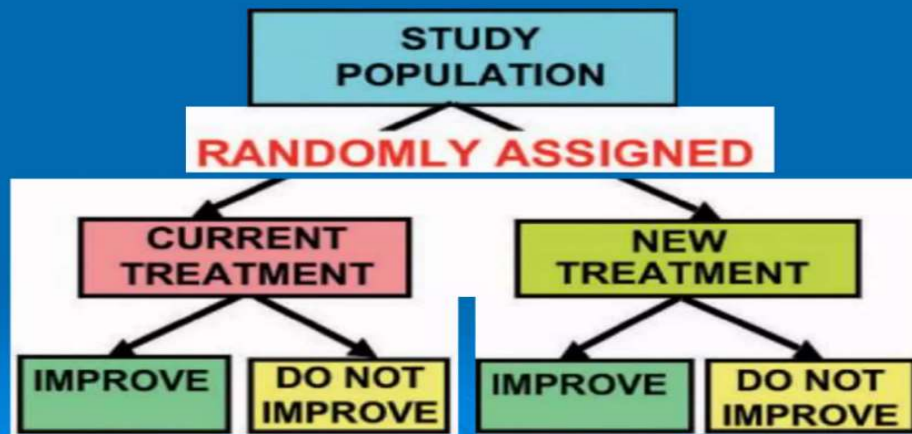 STUDY
POPULATION
RANDOMLY ASSIGNED
CURRENT
TREATMENT
NEW
TREATMENT
IMPROVE
DO NOT
IMPROVE
IMPROVE
DO NOT
IMPROVE